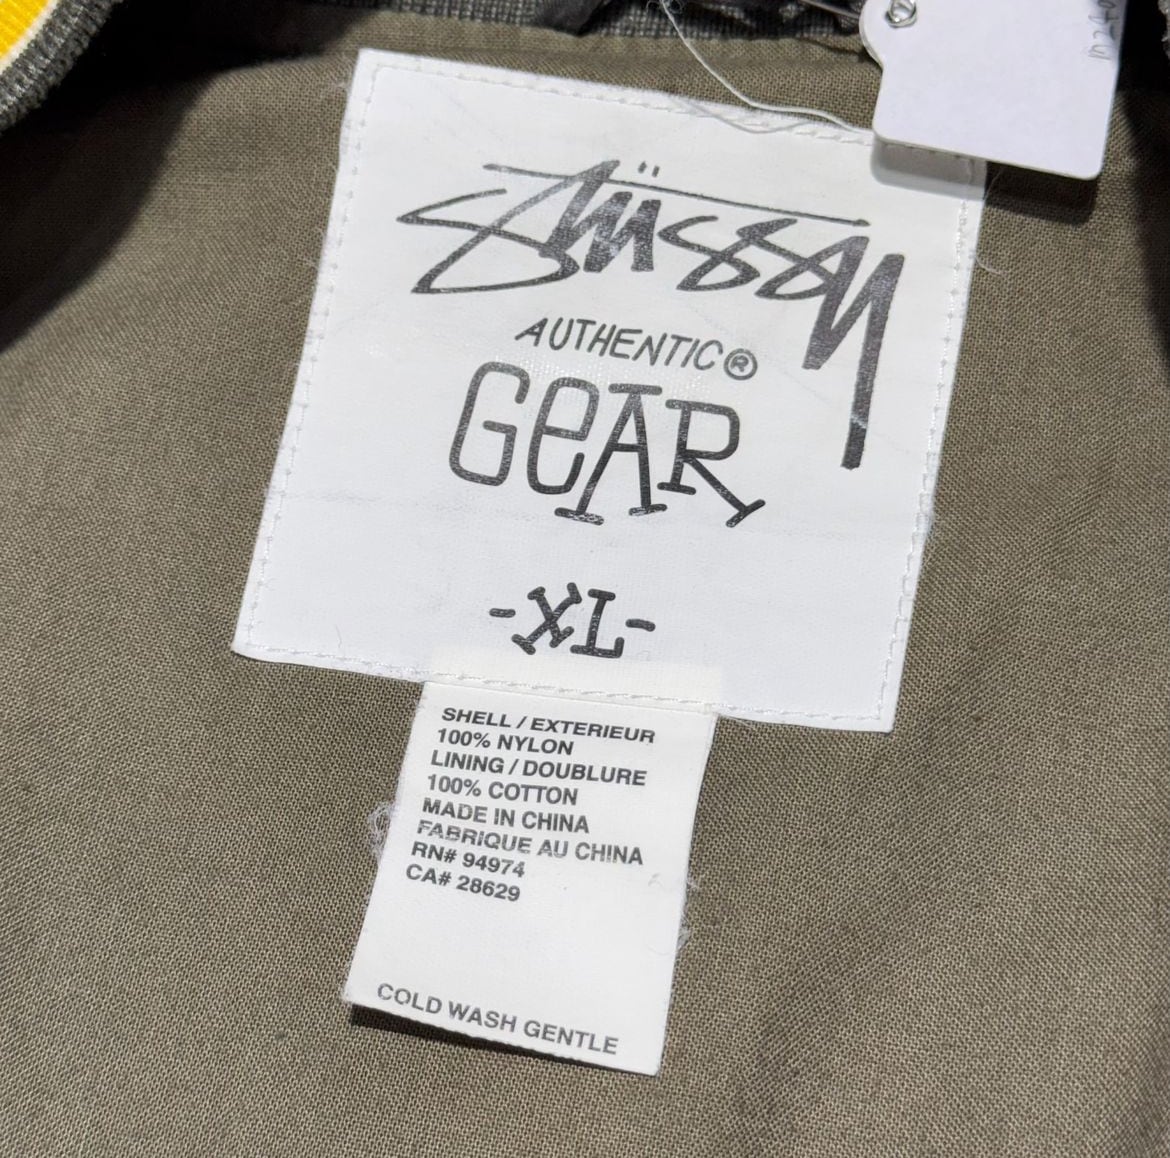 Stüssy
AUTHENTIC®
GEAR
-XL-
SHELL / EXTERIEUR
100% NYLON
LINING / DOUBLURE
100% COTTON
MADE IN CHINA
FABRIQUE AU CHINA
RN# 94974
CA# 28629
COLD WASH GENTLE